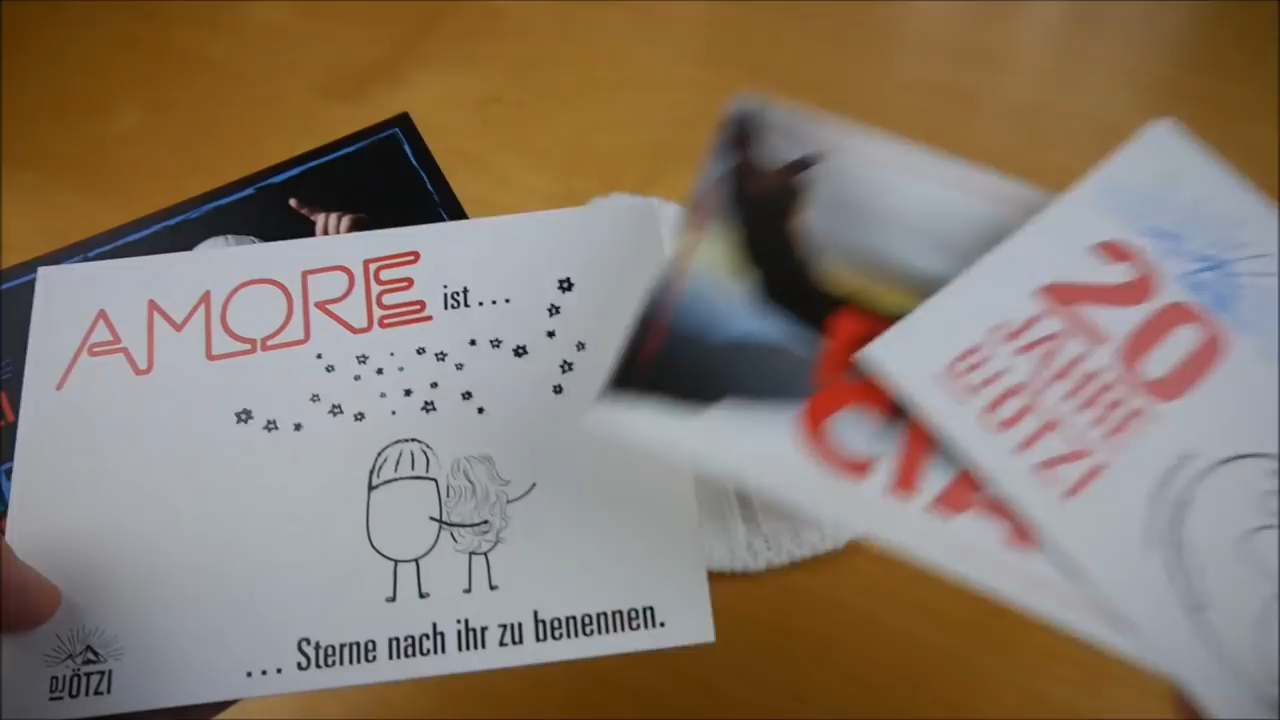 AMORE ist...
... Sterne nach ihr zu benennen.
DJ ÖTZI
20
JAHRE
DJ ÖTZI